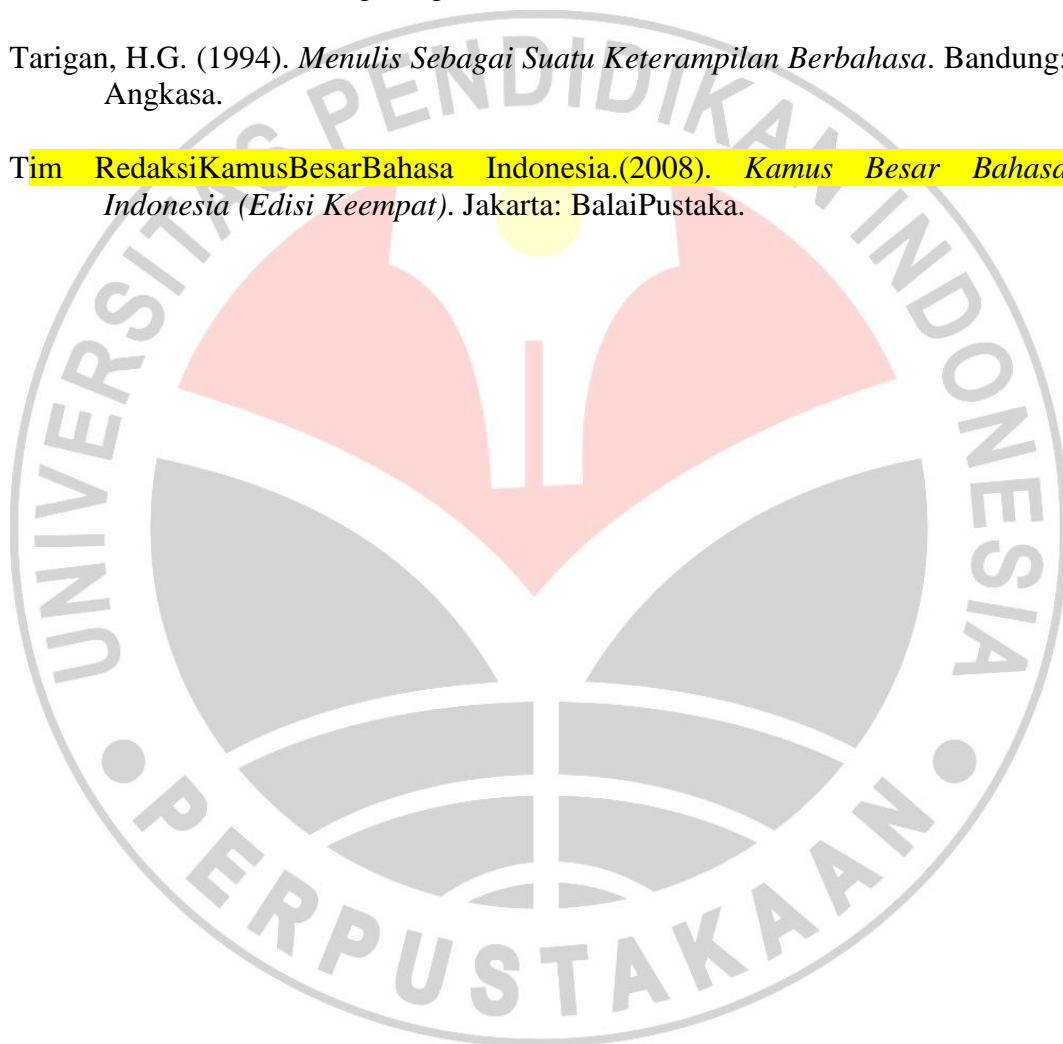 Tarigan, H.G. (1994). Menulis Sebagai Suatu Keterampilan Berbahasa. Bandung:
Angkasa.
Tim RedaksiKamusBesarBahasa Indonesia.(2008). Kamus Besar Bahasa
Indonesia (Edisi Keempat). Jakarta: BalaiPustaka.
UNIVERSITAS PENDIDIKAN INDONESIA
PERPUSTAKAAN